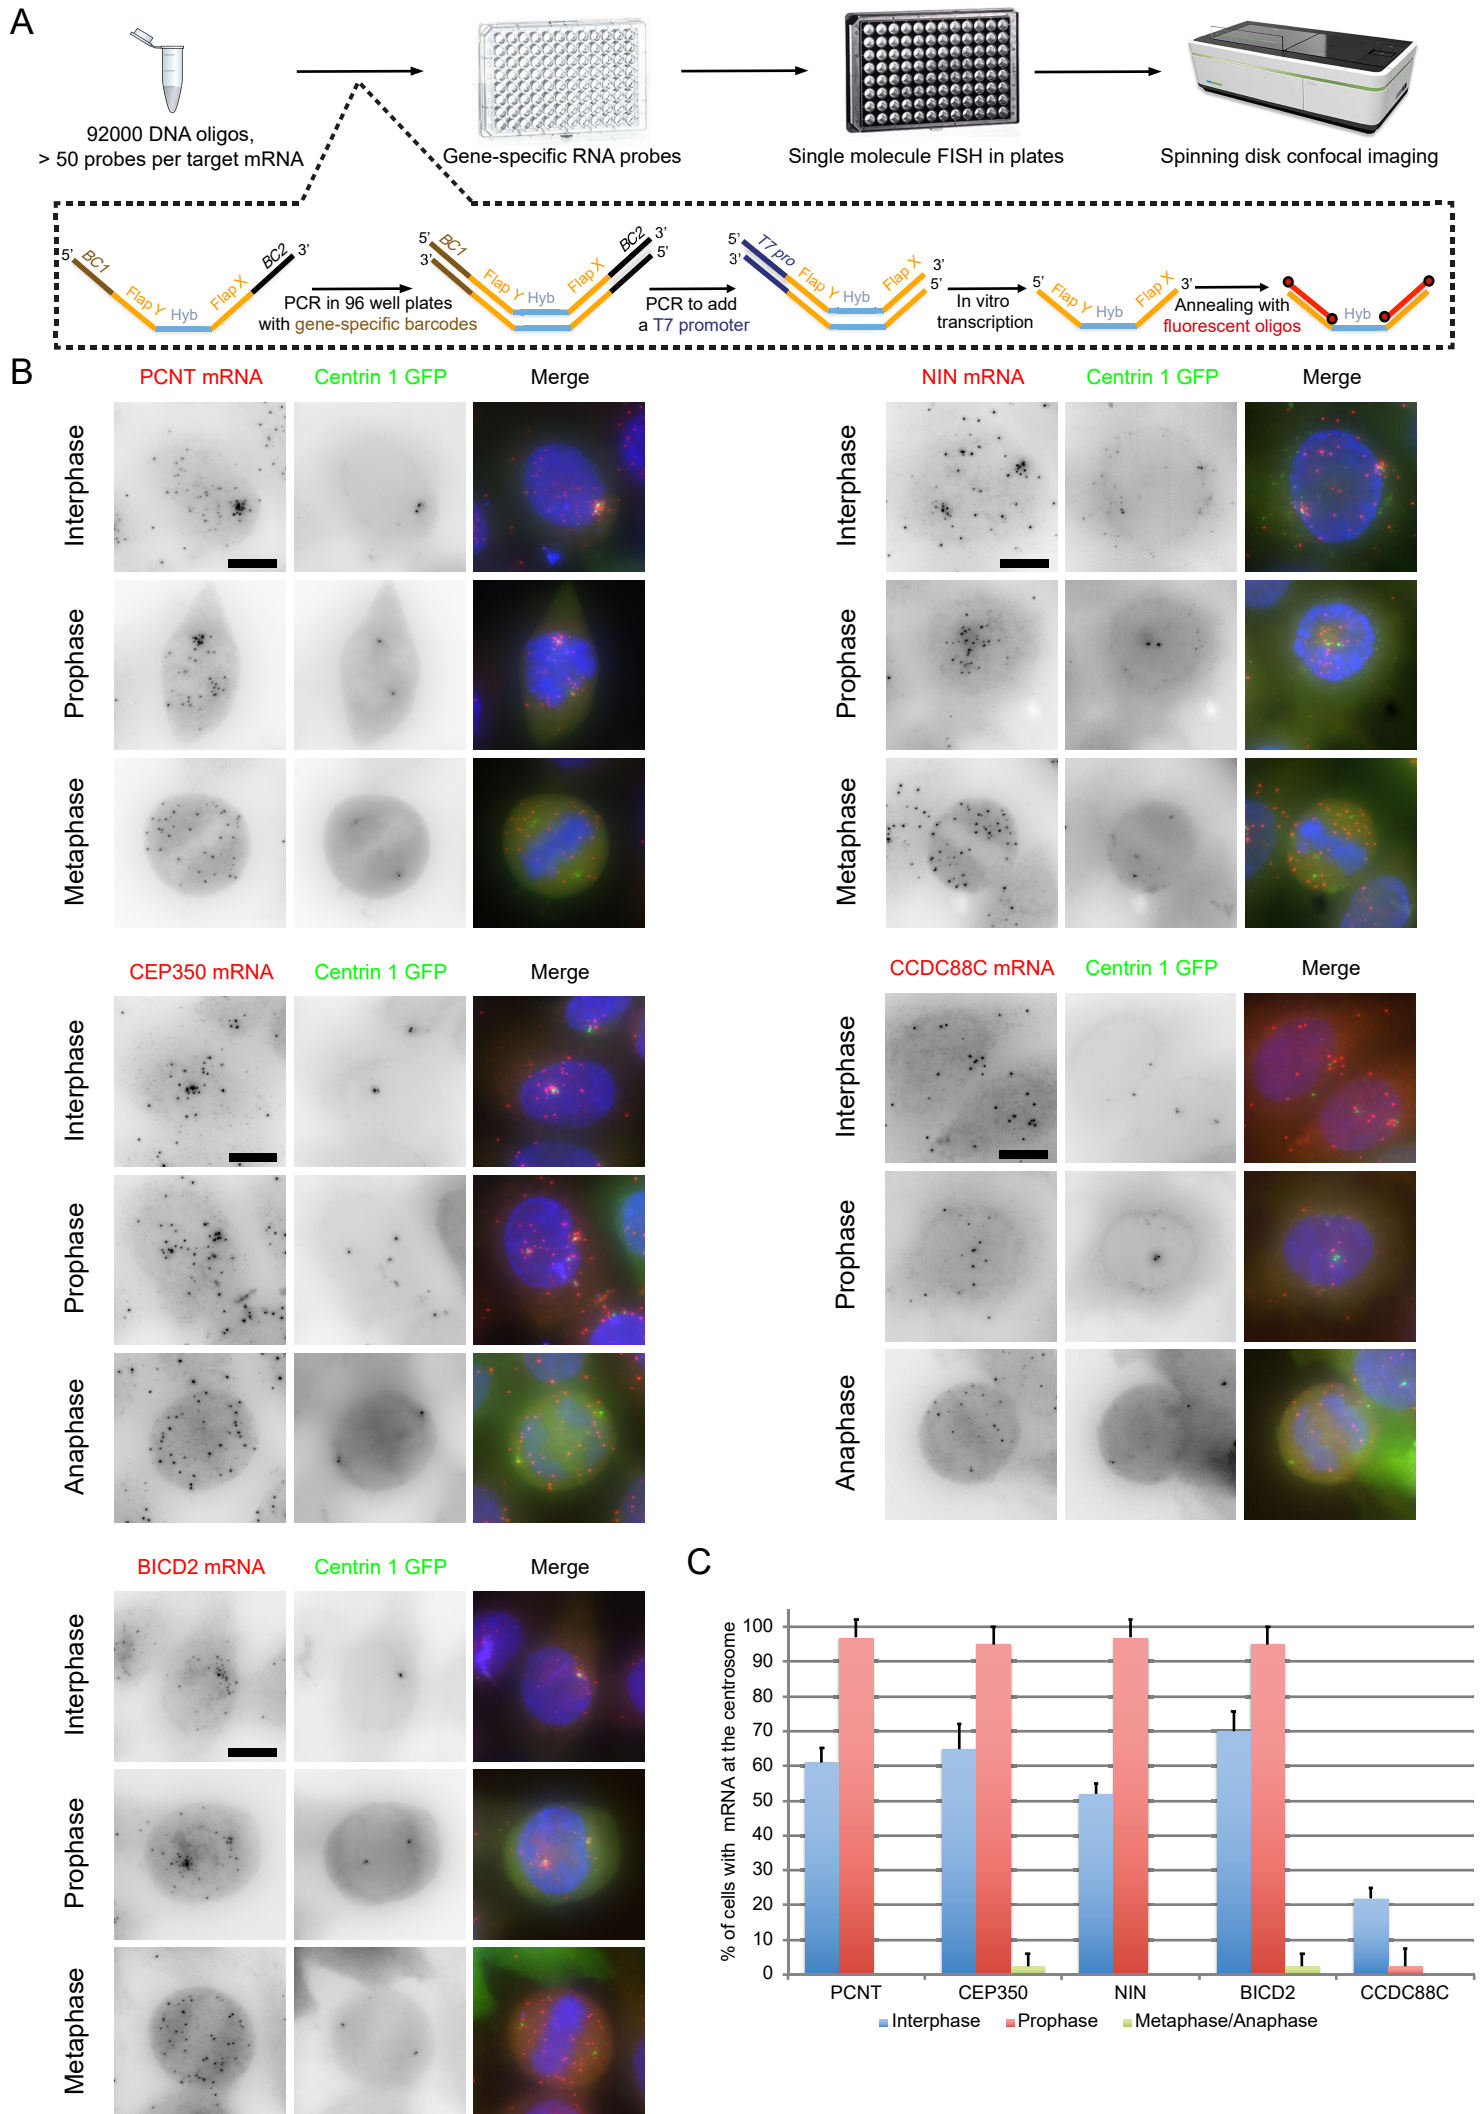 A
92000 DNA oligos,
> 50 probes per target mRNA
Gene-specific RNA probes
Single molecule FISH in plates
Spinning disk confocal imaging
5’ BC1 Flap Y Hyb Flap X BC2 3’
PCR in 96 well plates
with gene-specific barcodes
5’ 3’ BC1 Flap Y Hyb Flap X BC2 3’ 5’
PCR to add
a T7 promoter
5’ 3’ T7 pro Flap Y Hyb Flap X 3’ 5’
In vitro
transcription
5’ Flap Y Hyb Flap X 3’
Annealing with
fluorescent oligos
Hyb
B
PCNT mRNA Centrin 1 GFP Merge
Interphase
Prophase
Metaphase
NIN mRNA Centrin 1 GFP Merge
Interphase
Prophase
Metaphase
CEP350 mRNA Centrin 1 GFP Merge
Interphase
Prophase
Anaphase
CCDC88C mRNA Centrin 1 GFP Merge
Interphase
Prophase
Anaphase
BICD2 mRNA Centrin 1 GFP Merge
Interphase
Prophase
Metaphase
C
% of cells with mRNA at the centrosome
100
90
80
70
60
50
40
30
20
10
0
PCNT CEP350 NIN BICD2 CCDC88C
Interphase Prophase Metaphase/Anaphase